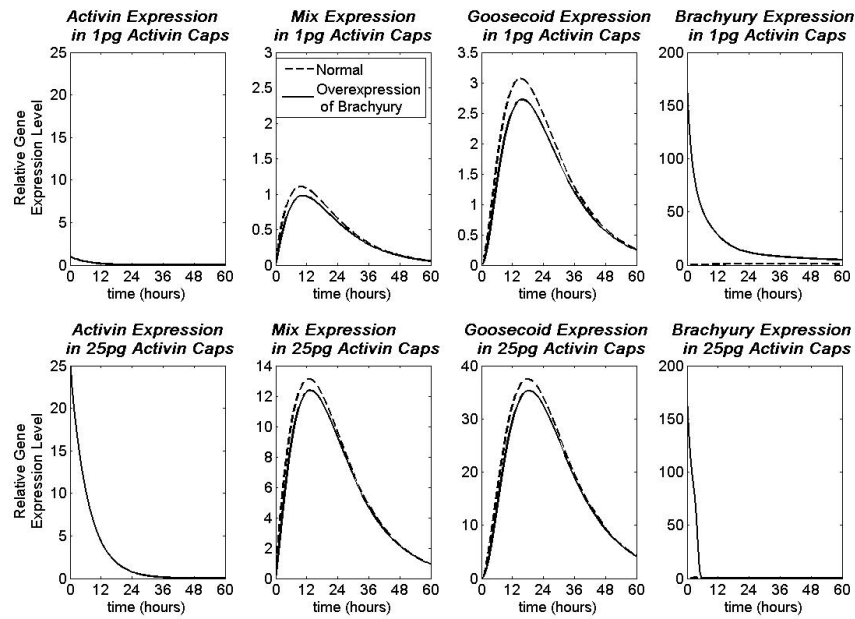 Activin Expression
in 1pg Activin Caps
Mix Expression
in 1pg Activin Caps
Goosecoid Expression
in 1pg Activin Caps
Brachyury Expression
in 1pg Activin Caps
Relative Gene
Expression Level
25
20
15
10
5
0
0 12 24 36 48 60
time (hours)
3
2.5
2
1.5
1
0.5
0
Normal
Overexpression
of Brachyury
0 12 24 36 48 60
time (hours)
3.5
3
2.5
2
1.5
1
0.5
0
0 12 24 36 48 60
time (hours)
200
150
100
50
0
0 12 24 36 48 60
time (hours)
Activin Expression
in 25pg Activin Caps
Mix Expression
in 25pg Activin Caps
Goosecoid Expression
in 25pg Activin Caps
Brachyury Expression
in 25pg Activin Caps
Relative Gene
Expression Level
25
20
15
10
5
0
0 12 24 36 48 60
time (hours)
14
12
10
8
6
4
2
0
0 12 24 36 48 60
time (hours)
40
30
20
10
0
0 12 24 36 48 60
time (hours)
200
150
100
50
0
0 12 24 36 48 60
time (hours)